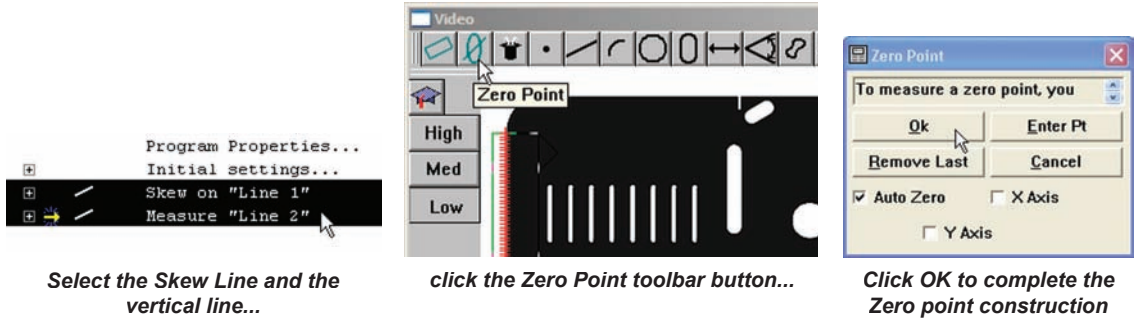 Program Properties...
Initial settings...
Skew on "Line 1"
Measure "Line 2"
Select the Skew Line and the
vertical line...
Video
Zero Point
High
Med
Low
click the Zero Point toolbar button...
Zero Point
To measure a zero point, you
Ok
Enter Pt
Remove Last
Cancel
Auto Zero
X Axis
Y Axis
Click OK to complete the
Zero point construction